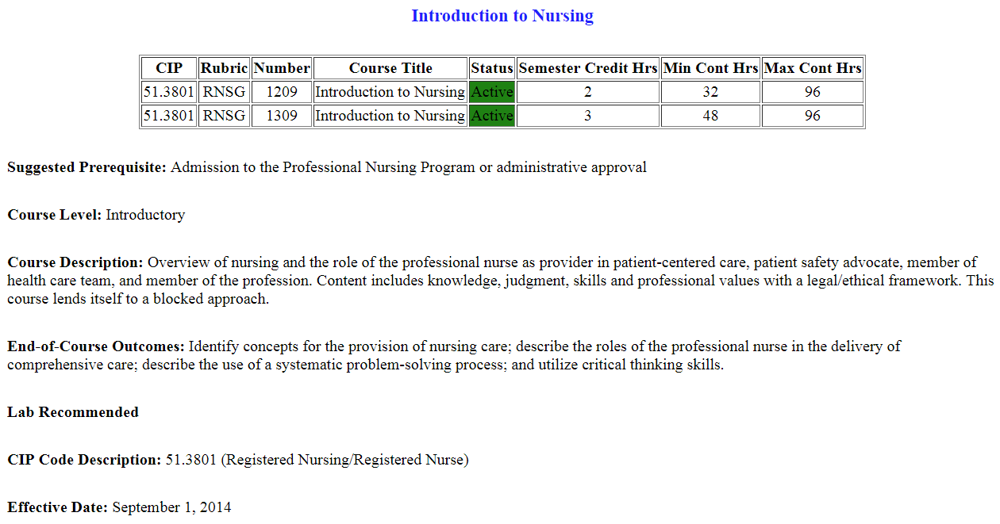 Introduction to Nursing
CIP Rubric Number Course Title Status Semester Credit Hrs Min Cont Hrs Max Cont Hrs
51.3801 RNSG 1209 Introduction to Nursing Active 2 32 96
51.3801 RNSG 1309 Introduction to Nursing Active 3 48 96
Suggested Prerequisite: Admission to the Professional Nursing Program or administrative approval
Course Level: Introductory
Course Description: Overview of nursing and the role of the professional nurse as provider in patient-centered care, patient safety advocate, member of
health care team, and member of the profession. Content includes knowledge, judgment, skills and professional values with a legal/ethical framework. This
course lends itself to a blocked approach.
End-of-Course Outcomes: Identify concepts for the provision of nursing care; describe the roles of the professional nurse in the delivery of
comprehensive care; describe the use of a systematic problem-solving process; and utilize critical thinking skills.
Lab Recommended
CIP Code Description: 51.3801 (Registered Nursing/Registered Nurse)
Effective Date: September 1, 2014